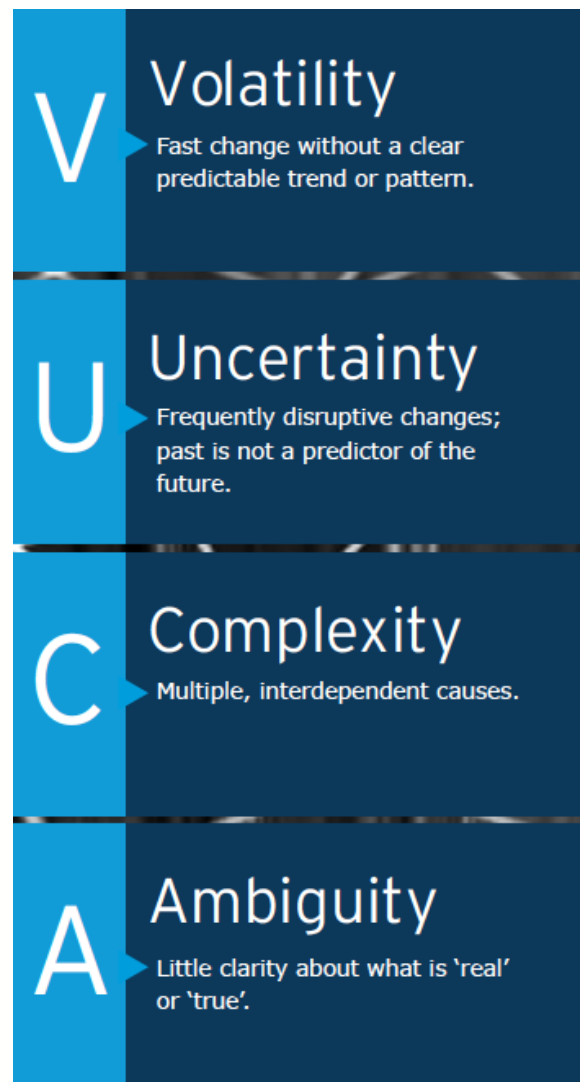 V
Volatility
Fast change without a clear
predictable trend or pattern.
U
Uncertainty
Frequently disruptive changes;
past is not a predictor of the
future.
C
Complexity
Multiple, interdependent causes.
A
Ambiguity
Little clarity about what is ‘real’
or ‘true’.